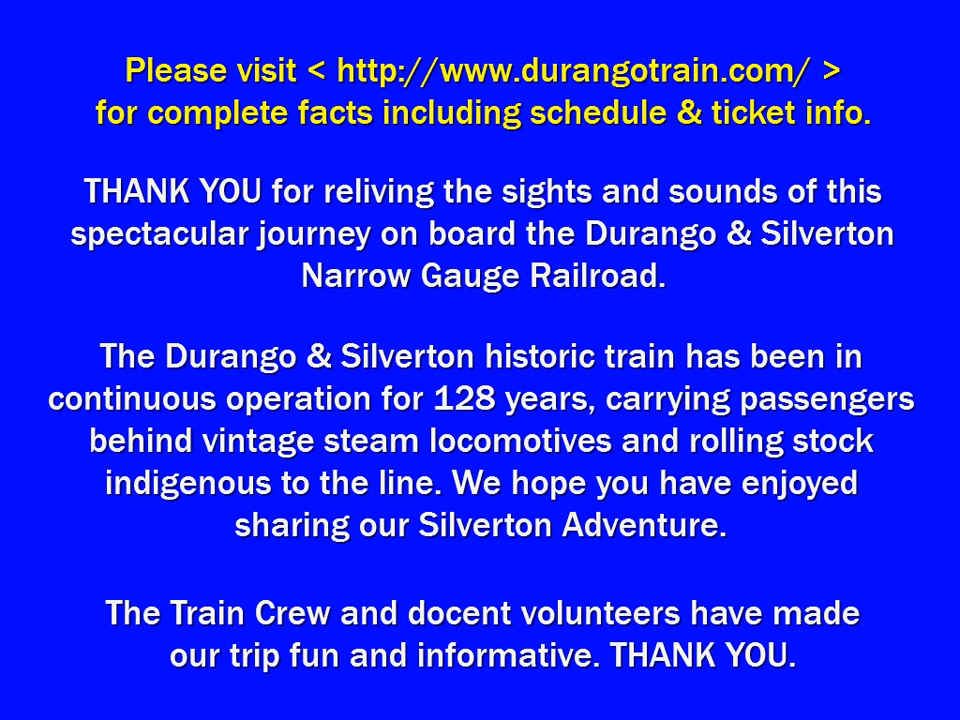 Please visit < http://www.durangotrain.com/ >
for complete facts including schedule & ticket info.
THANK YOU for reliving the sights and sounds of this
spectacular journey on board the Durango & Silverton
Narrow Gauge Railroad.
The Durango & Silverton historic train has been in
continuous operation for 128 years, carrying passengers
behind vintage steam locomotives and rolling stock
indigenous to the line. We hope you have enjoyed
sharing our Silverton Adventure.
The Train Crew and docent volunteers have made
our trip fun and informative. THANK YOU.